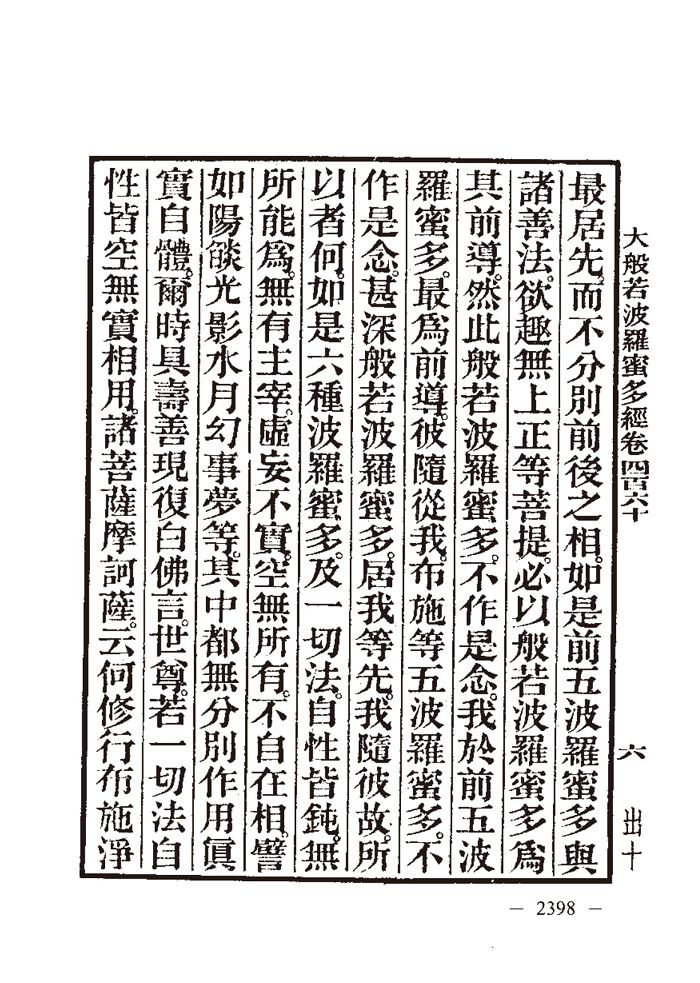 大般若波羅蜜多經卷四百六十
六
出十
最居先。而不分別前後之相。如是前五波羅蜜多與
諸善法。欲趣無上正等菩提。必以般若波羅蜜多爲
其前導。然此般若波羅蜜多。不作是念。我於前五波
羅蜜多。最爲前導。彼隨從我。布施等五波羅蜜多。不
作是念。甚深般若波羅蜜多。居我等先。我隨彼故。所
以者何。如是六種波羅蜜多。及一切法。自性皆鈍。無
所能爲。無有主宰。虛妄不實。空無所有。不自在相。譬
如陽燄光影水月幻事夢等。其中都無分別作用眞
實自體。爾時具壽善現復白佛言。世尊。若一切法自
性皆空無實相用。諸菩薩摩訶薩。云何修行布施淨
— 2398 —